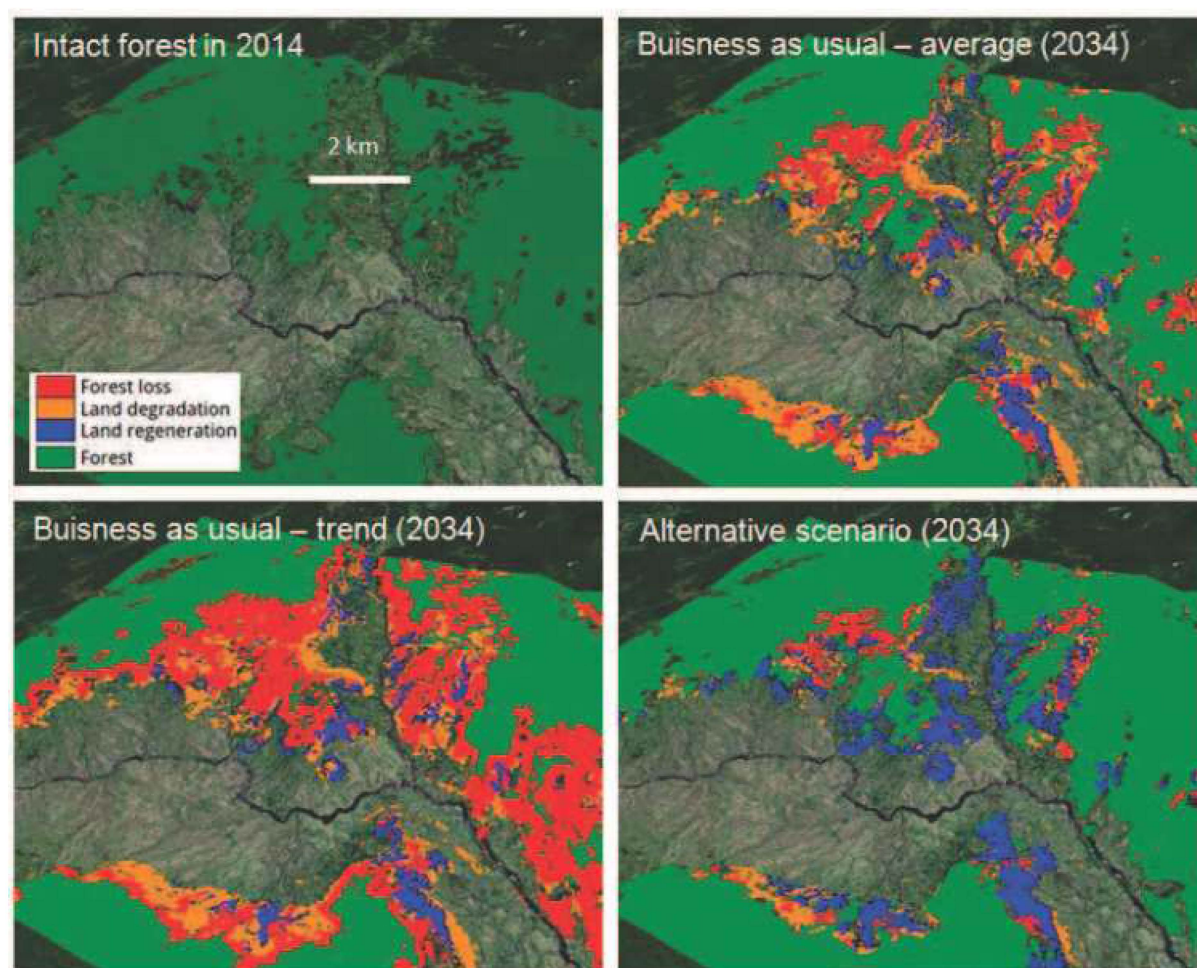 Intact forest in 2014
2 km
Forest loss
Land degradation
Land regeneration
Forest
Buisness as usual – average (2034)
Buisness as usual – trend (2034)
Alternative scenario (2034)